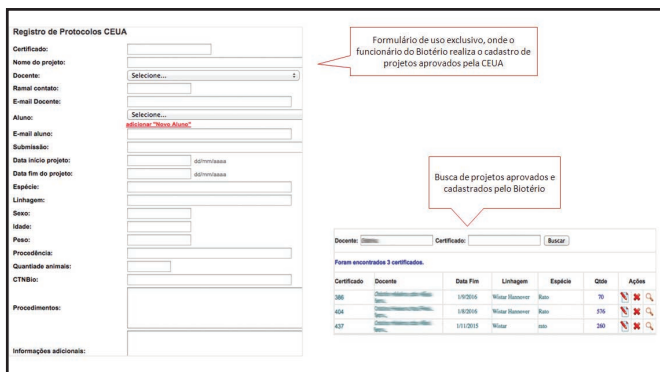 Registro de Protocolos CEUA
Certificado:
Nome do projeto:
Docente: Selecione...
Ramal contato:
E-mail Docente:
Aluno: Selecione...
adicionar "Novo Aluno"
E-mail aluno:
Submissão:
Data início projeto: dd/mm/aaaa
Data fim do projeto: dd/mm/aaaa
Espécie:
Linhagem:
Sexo:
Idade:
Peso:
Procedência:
Quantiade animais:
CTNBio:
Procedimentos:
Informações adicionais:
Formulário de uso exclusivo, onde o
funcionário do Biotério realiza o cadastro de
projetos aprovados pela CEUA
Busca de projetos aprovados e
cadastrados pelo Biotério
Docente: Certificado: Buscar
Foram encontrados 3 certificados.
Certificado Docente Data Fim Linhagem Espécie Qtde Ações
386 1/9/2016 Wistar Hannover Rato 70
404 1/8/2016 Wistar Hannover Rato 576
437 1/11/2015 Wistar rato 260